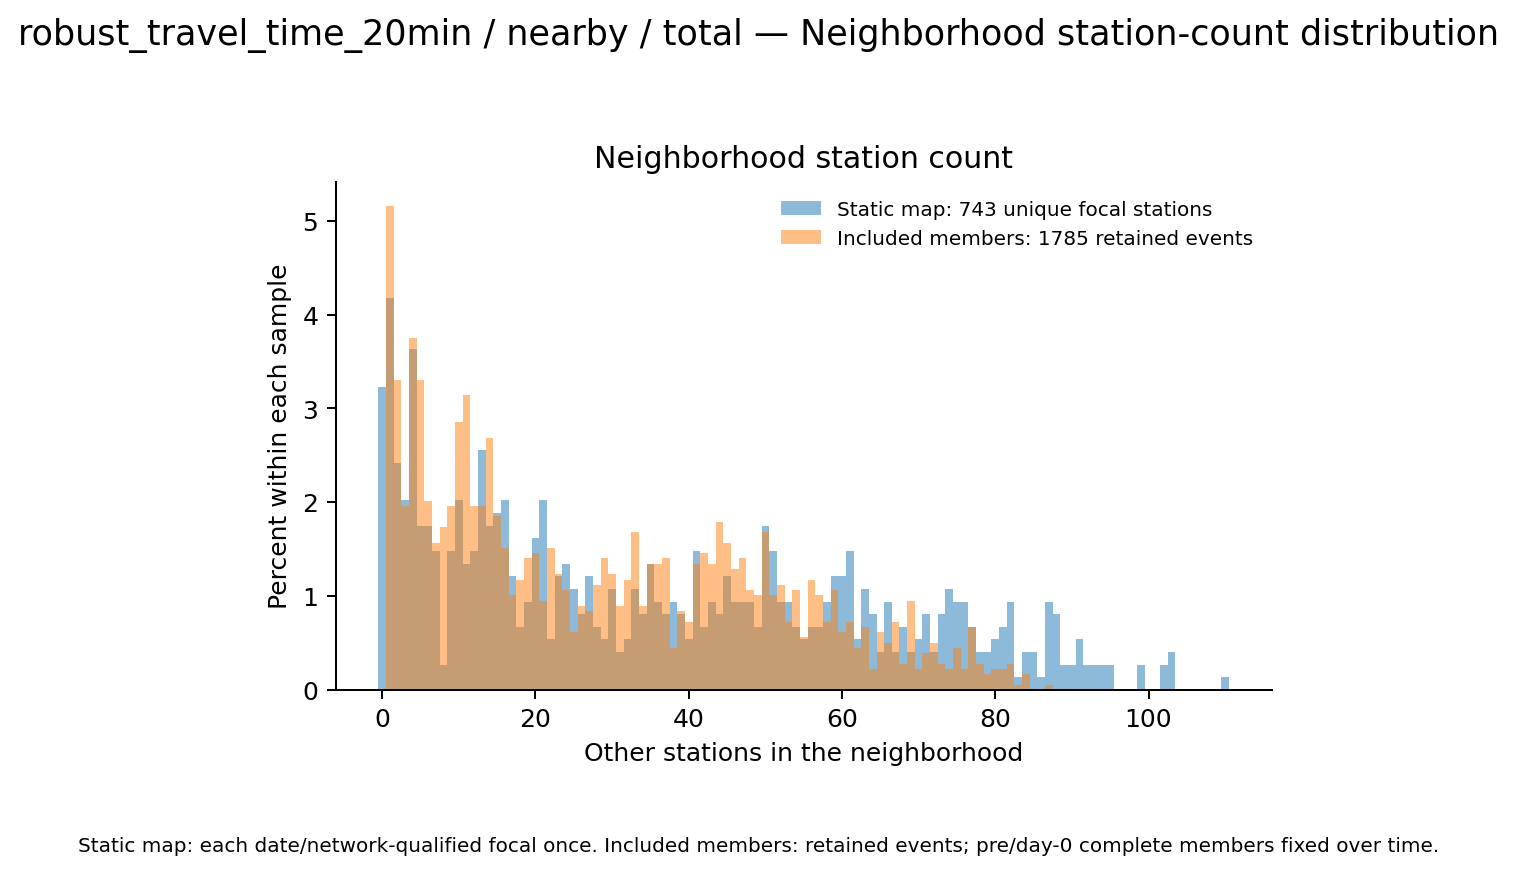 robust_travel_time_20min / nearby / total — Neighborhood station-count distribution
Neighborhood station count
Static map: 743 unique focal stations
Included members: 1785 retained events
Percent within each sample
5
4
3
2
1
0
0 20 40 60 80 100
Other stations in the neighborhood
Static map: each date/network-qualified focal once. Included members: retained events; pre/day-0 complete members fixed over time.